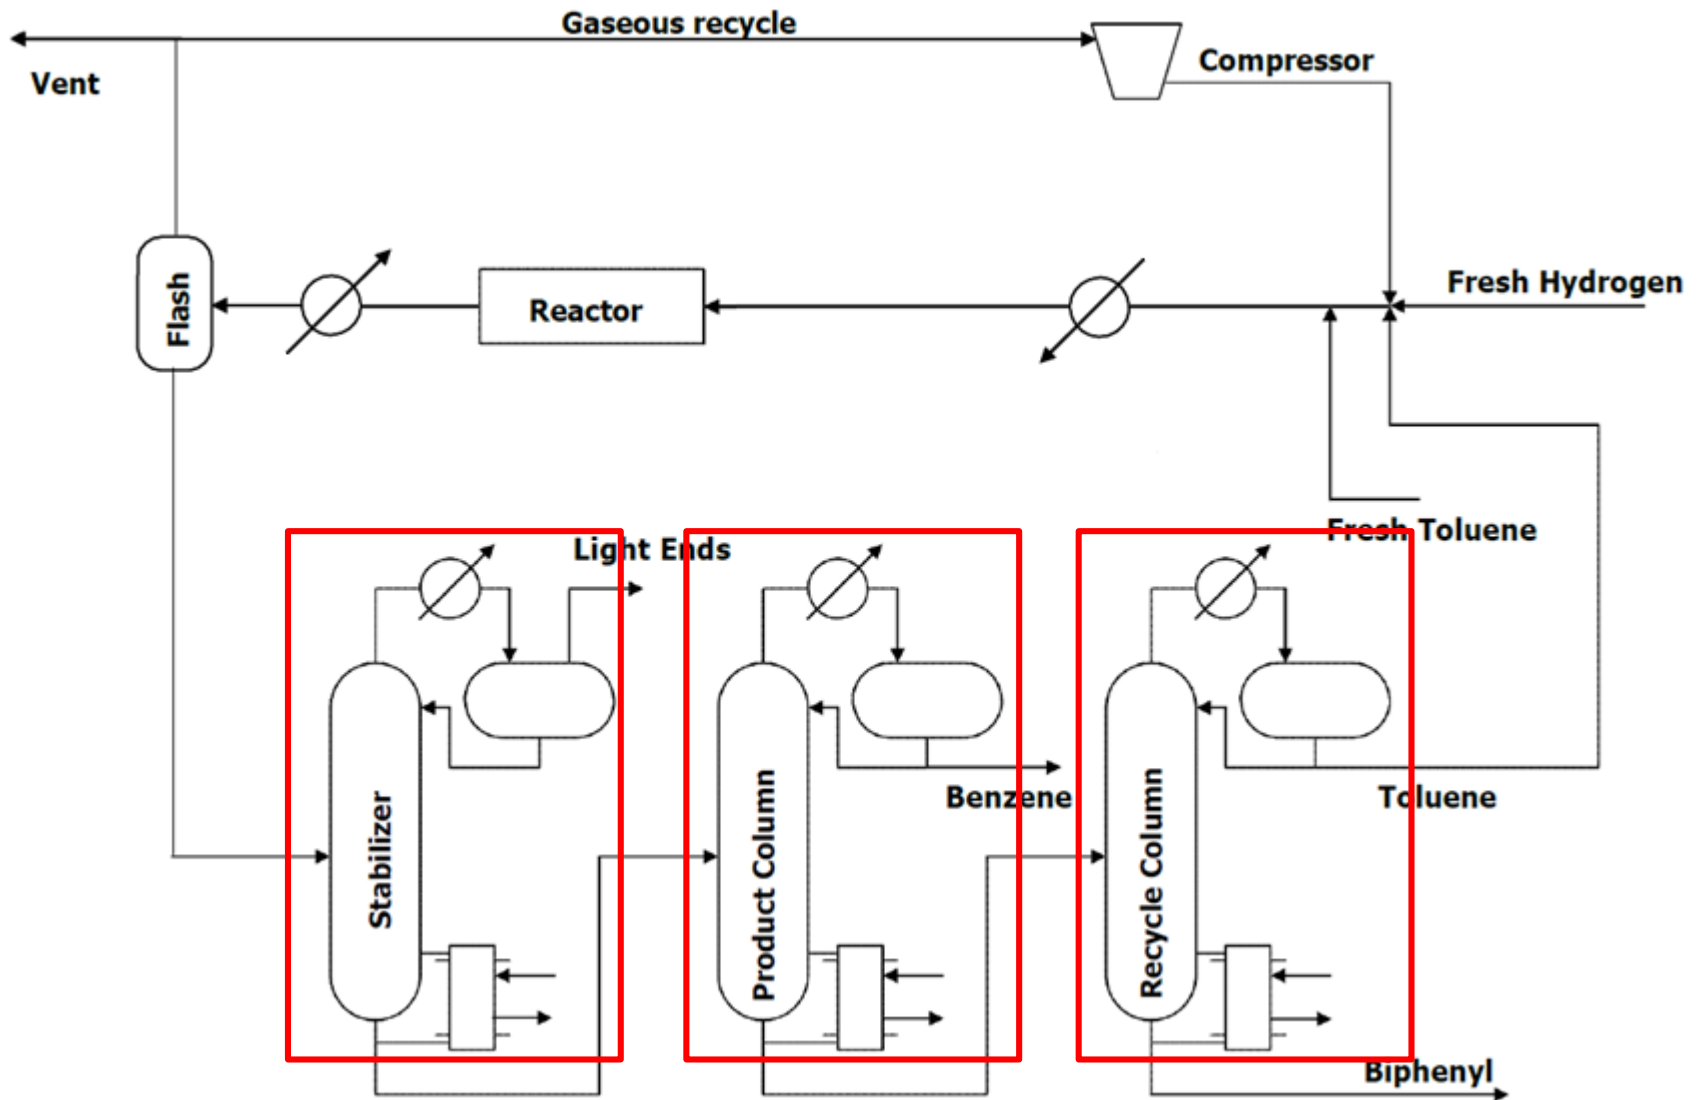 Gaseous recycle
Compressor
Vent
Fresh Hydrogen
Flash
Reactor
Fresh Toluene
Light Ends
Stabilizer
Product Column
Recycle Column
Benzene
Toluene
Biphenyl